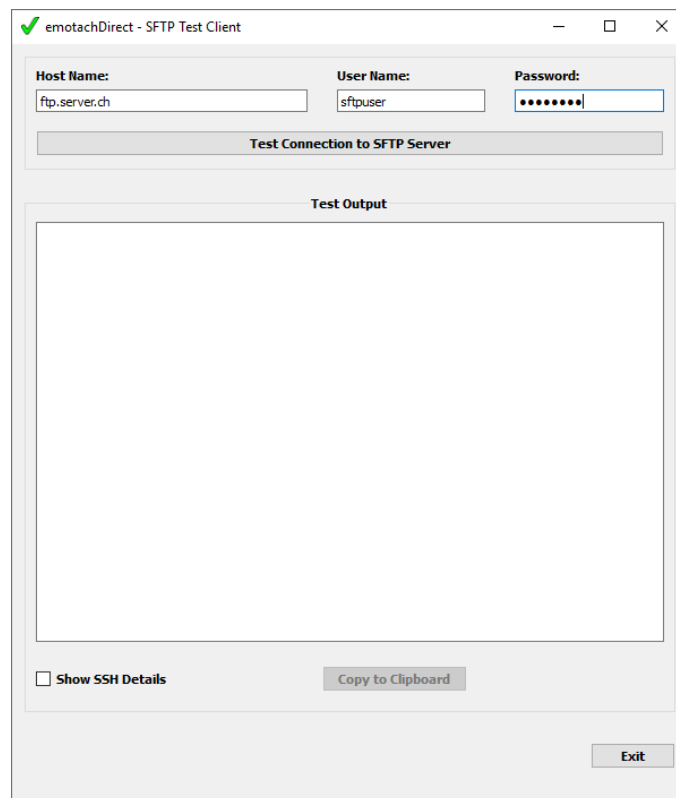 emotachDirect - SFTP Test Client
Host Name: User Name: Password:
ftp.server.ch sftpuser ••••••••
Test Connection to SFTP Server
Test Output
Show SSH Details Copy to Clipboard
Exit